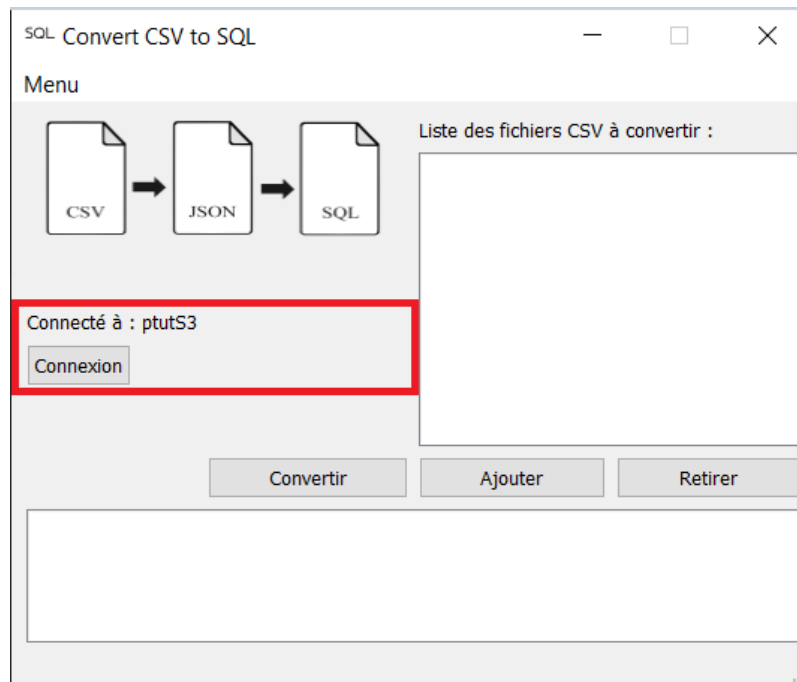 SQL Convert CSV to SQL
Menu
CSV
JSON
SQL
Liste des fichiers CSV à convertir :
Connecté à : ptutS3
Connexion
Convertir
Ajouter
Retirer